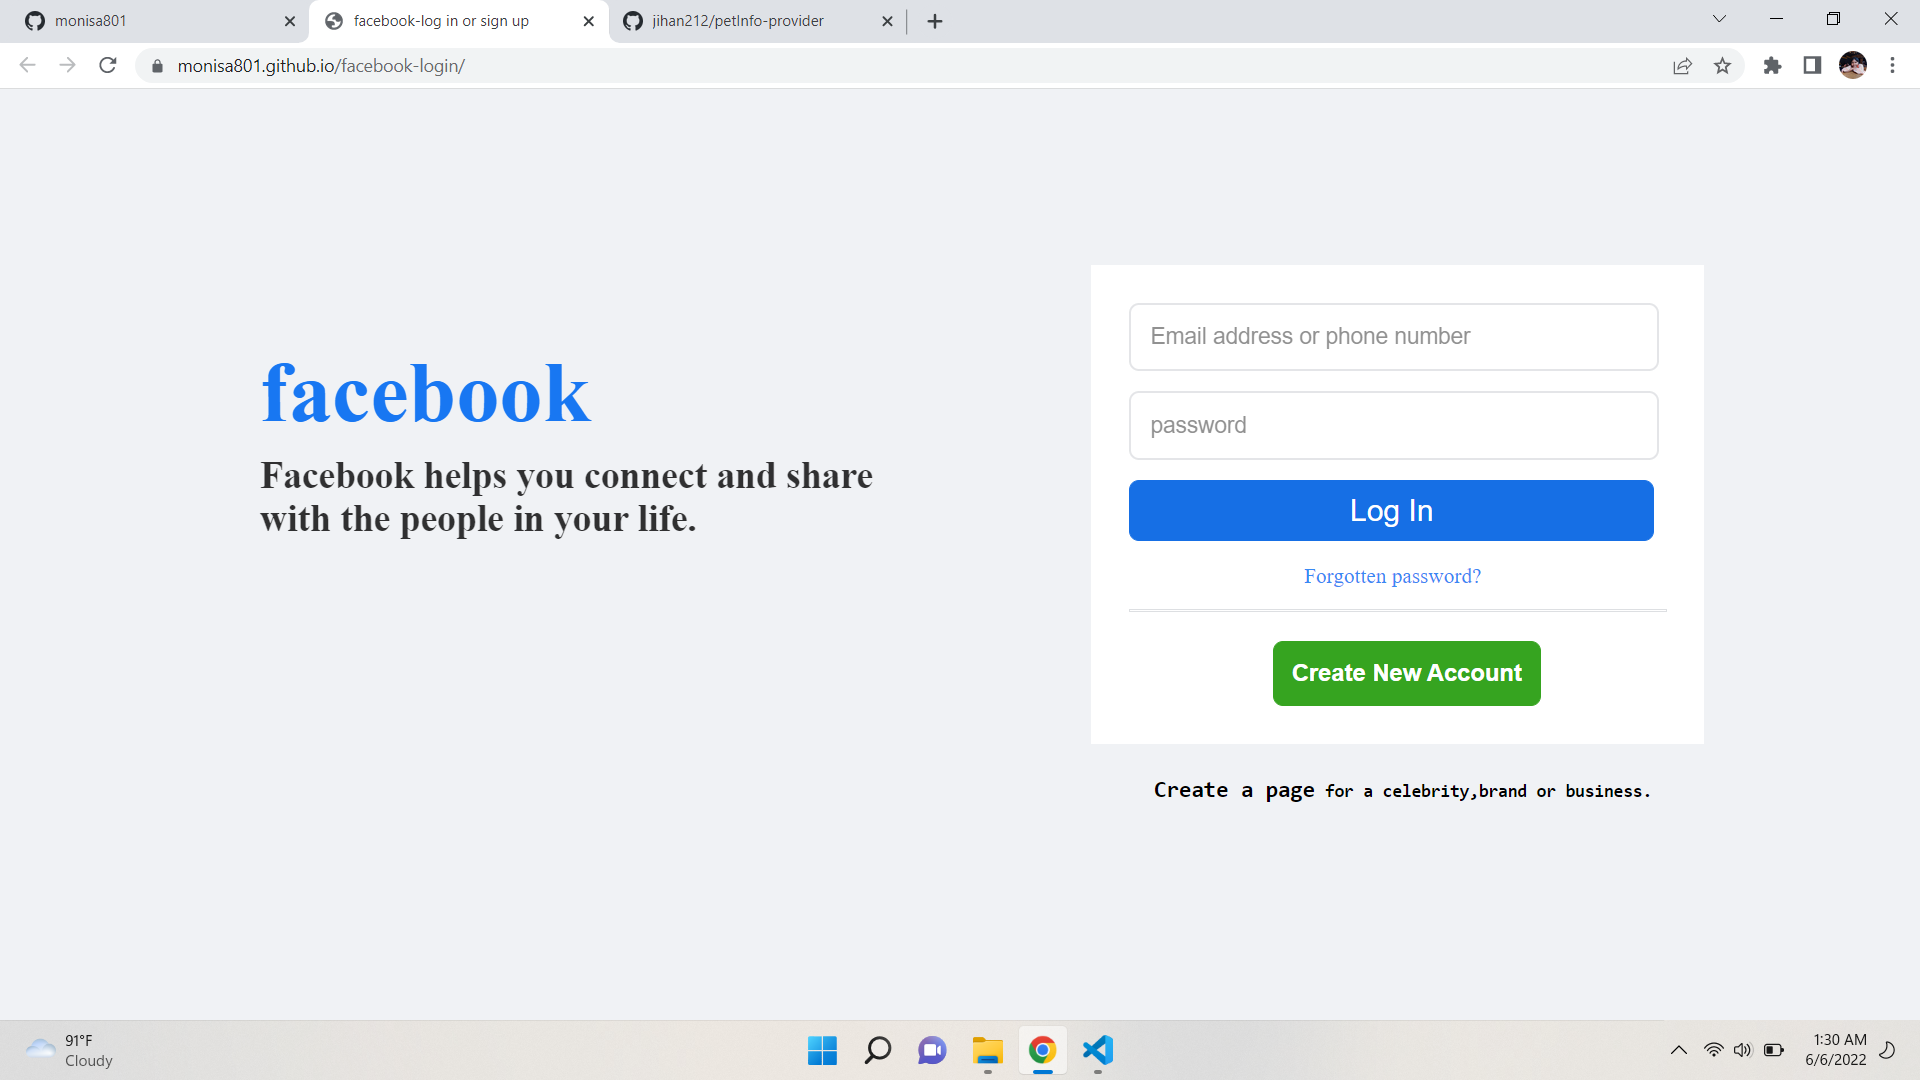 monisa801
facebook-log in or sign up
jihan212/petInfo-provider
monisa801.github.io/facebook-login/
facebook
Facebook helps you connect and share
with the people in your life.
Email address or phone number
password
Log In
Forgotten password?
Create New Account
Create a page for a celebrity,brand or business.
91°F
Cloudy
1:30 AM
6/6/2022